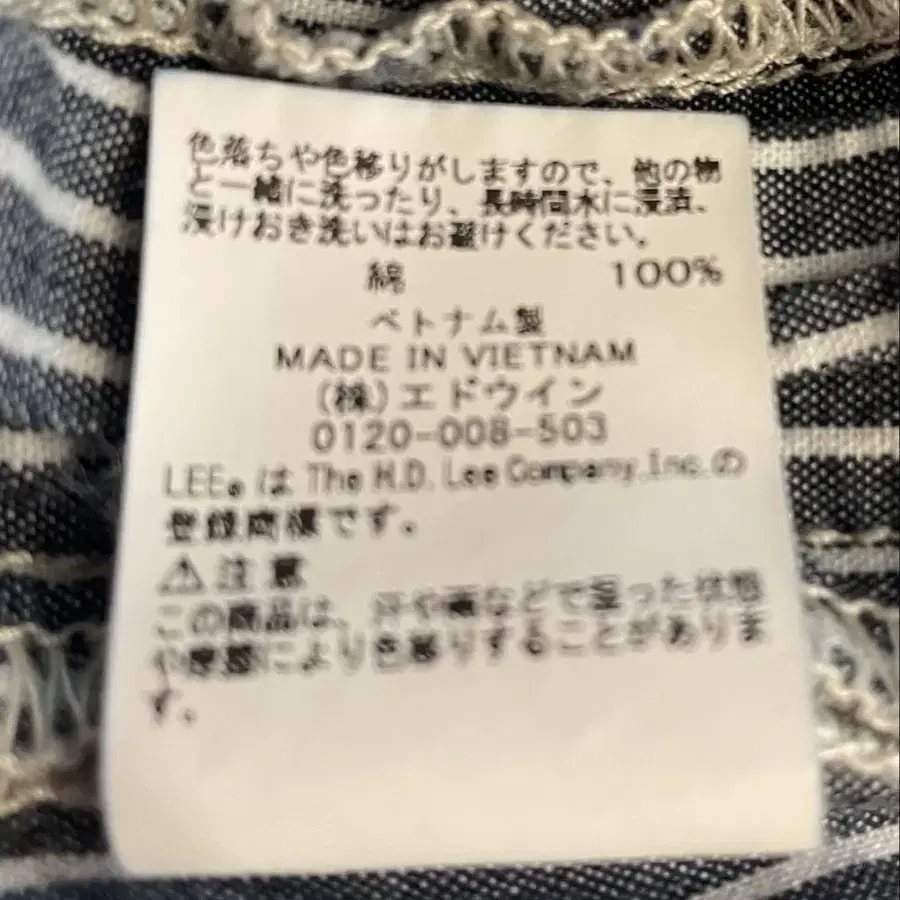 色落ちや色移りがしますので、他の物
と一緒に洗ったり、長時間水に浸漬、
浸けおき洗いはお避けください。
綿 100%
ベトナム製
MADE IN VIETNAM
(株)エドウイン
0120-008-503
LEE® は The H.D. Lee Company,Inc.の
登録商標です。
⚠注意
この商品は、汗や雨などで湿った状態
や摩擦により色移りすることがありま
す。